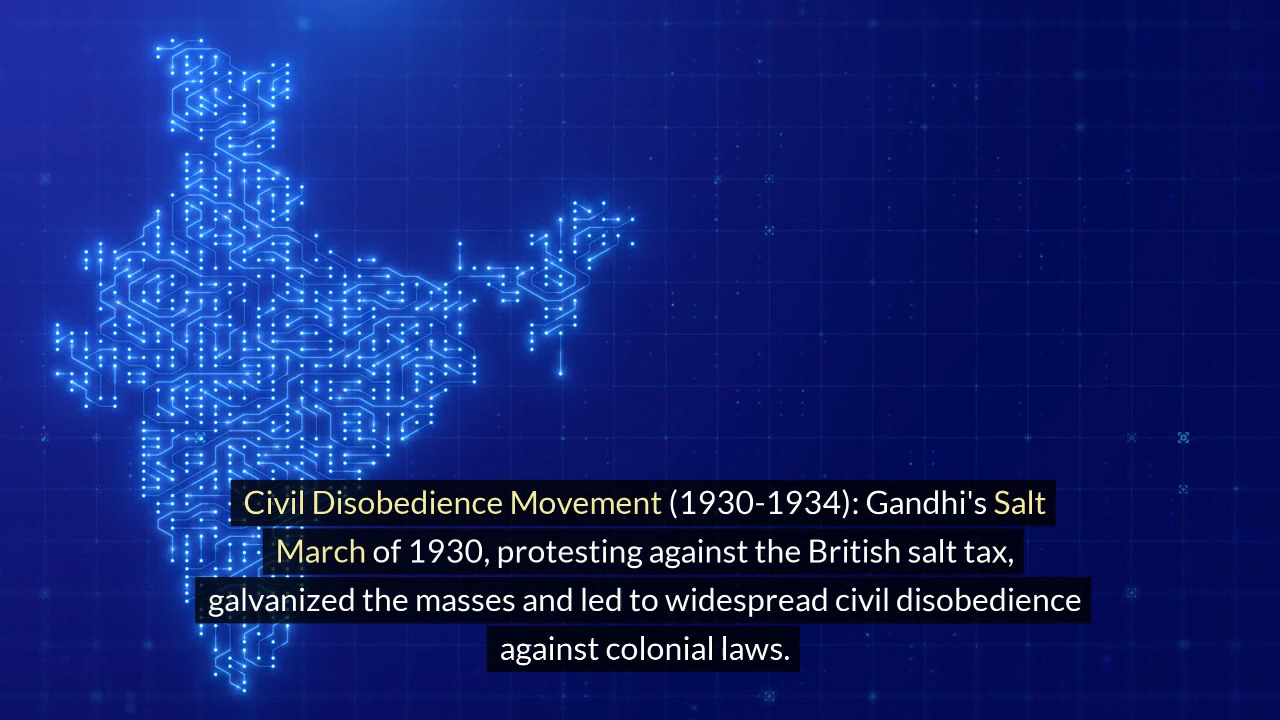 Civil Disobedience Movement (1930-1934): Gandhi's Salt
March of 1930, protesting against the British salt tax,
galvanized the masses and led to widespread civil disobedience
against colonial laws.